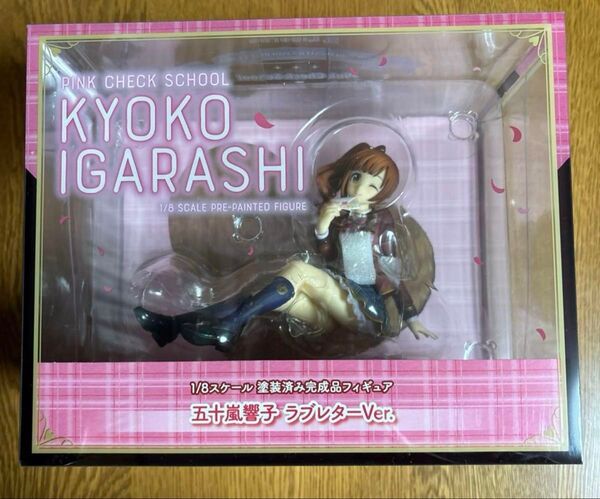 PINK CHECK SCHOOL
KYOKO
IGARASHI
1/8 SCALE PRE-PAINTED FIGURE
1/8スケール 塗装済み完成品フィギュア
五十嵐響子 ラブレターVer.